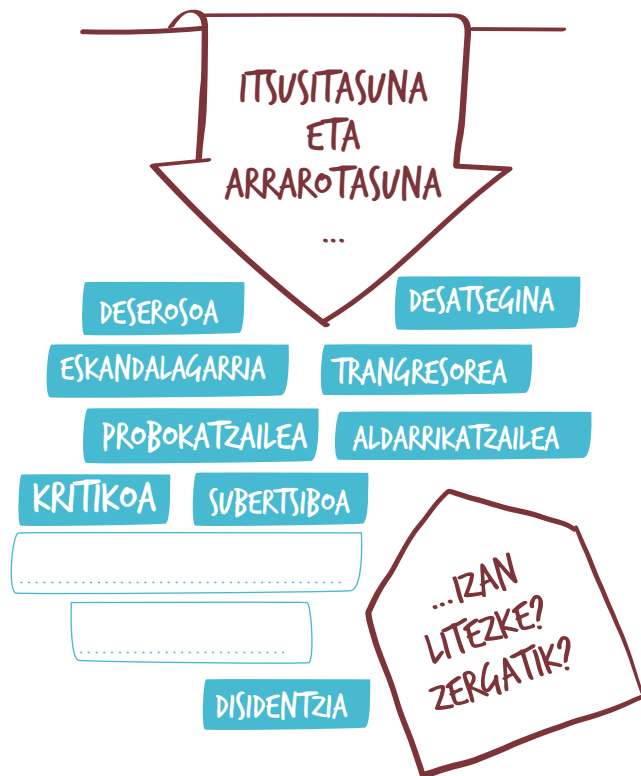 ITSUSITASUNA
ETA
ARRAROTASUNA
...
DESEROSOA
DESATSEGINA
ESKANDALAGARRIA
TRANGRESOREA
PROBOKATZAILEA
ALDARRIKATZAILEA
KRITIKOA
SUBERTSIBOA
DISIDENTZIA
...IZAN
LITEZKE?
ZERGATIK?